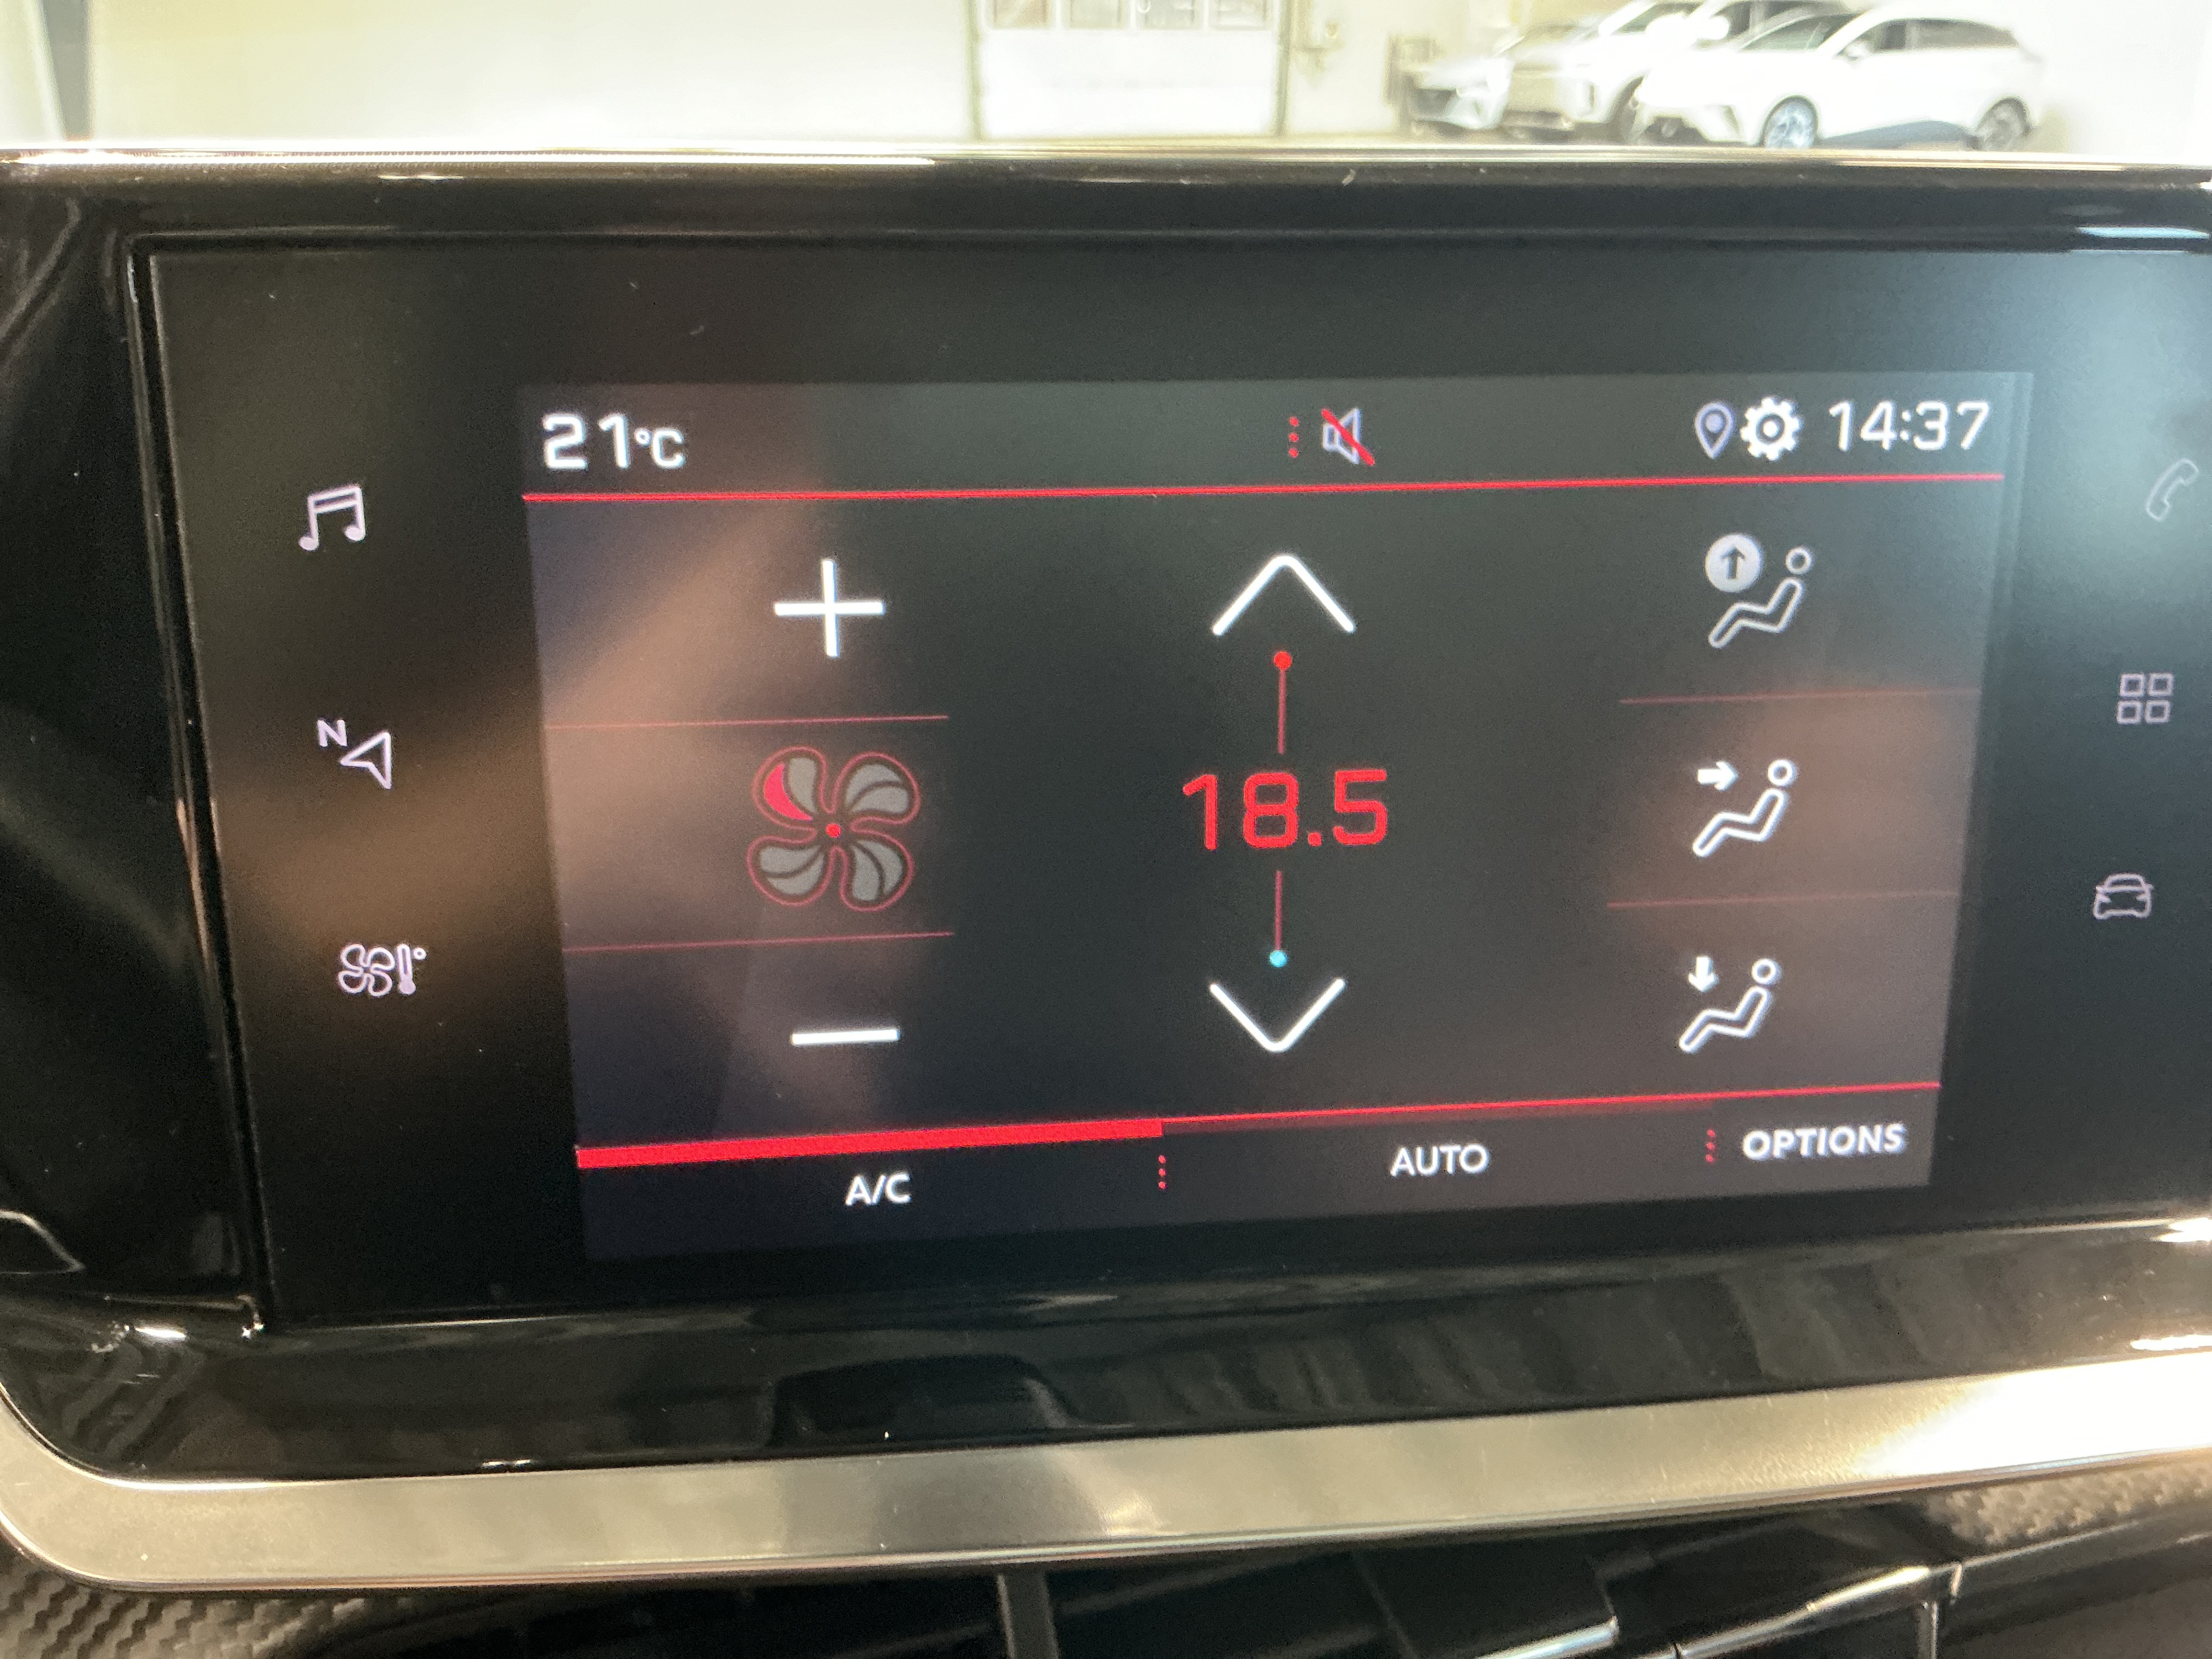 21°C 14:37
N
18.5
A/C AUTO OPTIONS